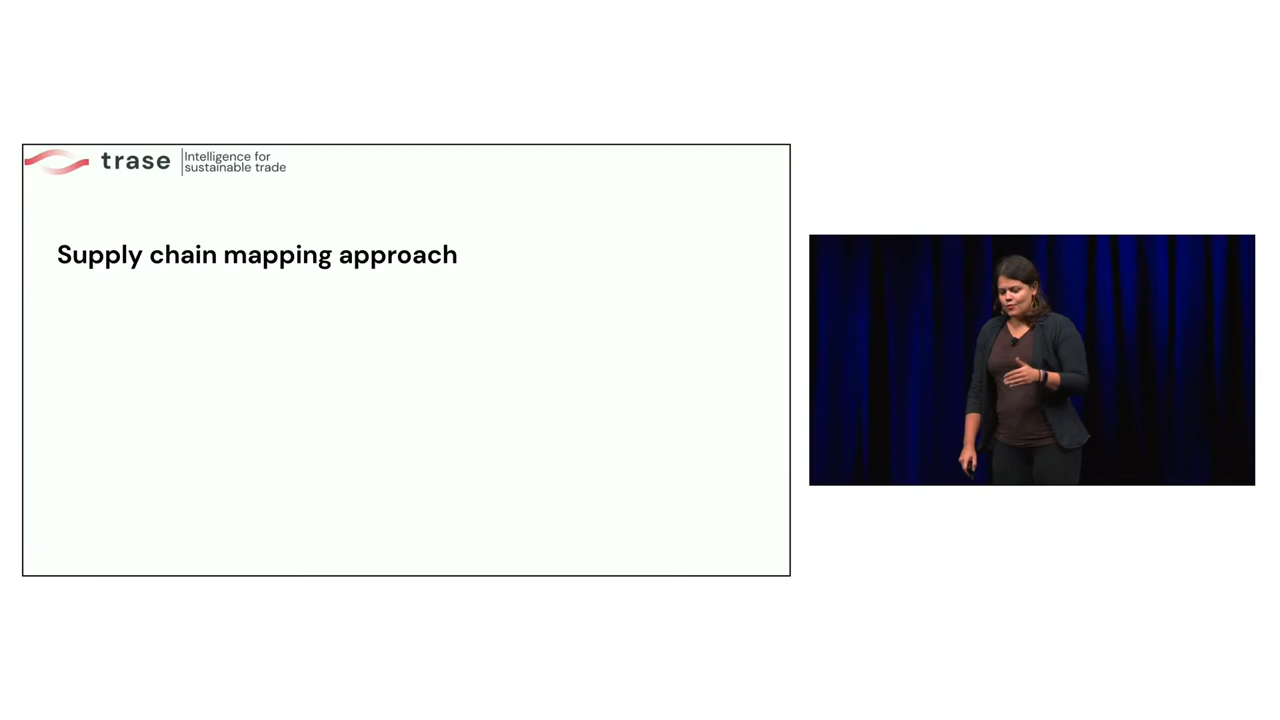 trase
Intelligence for
sustainable trade
Supply chain mapping approach